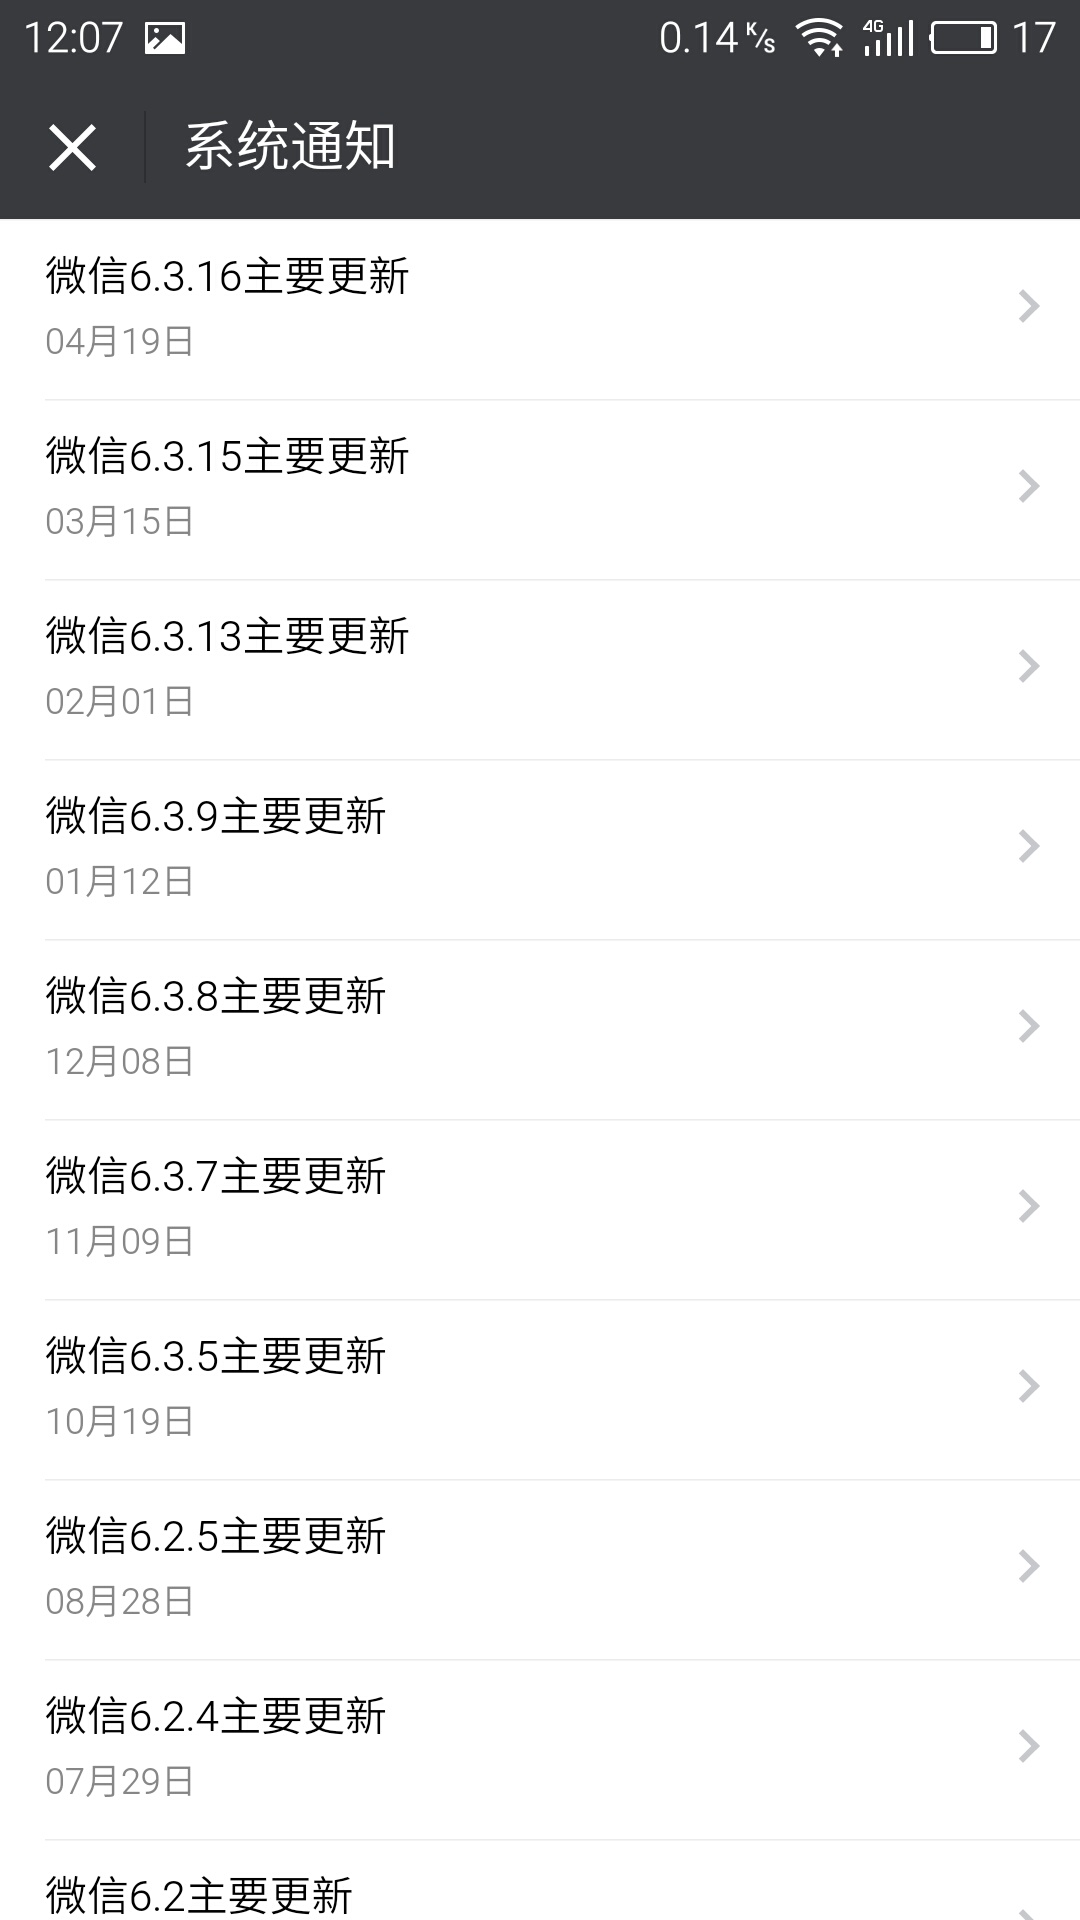 12:07 0.14 K/s 4G 17
系统通知
微信6.3.16主要更新
04月19日
微信6.3.15主要更新
03月15日
微信6.3.13主要更新
02月01日
微信6.3.9主要更新
01月12日
微信6.3.8主要更新
12月08日
微信6.3.7主要更新
11月09日
微信6.3.5主要更新
10月19日
微信6.2.5主要更新
08月28日
微信6.2.4主要更新
07月29日
微信6.2主要更新